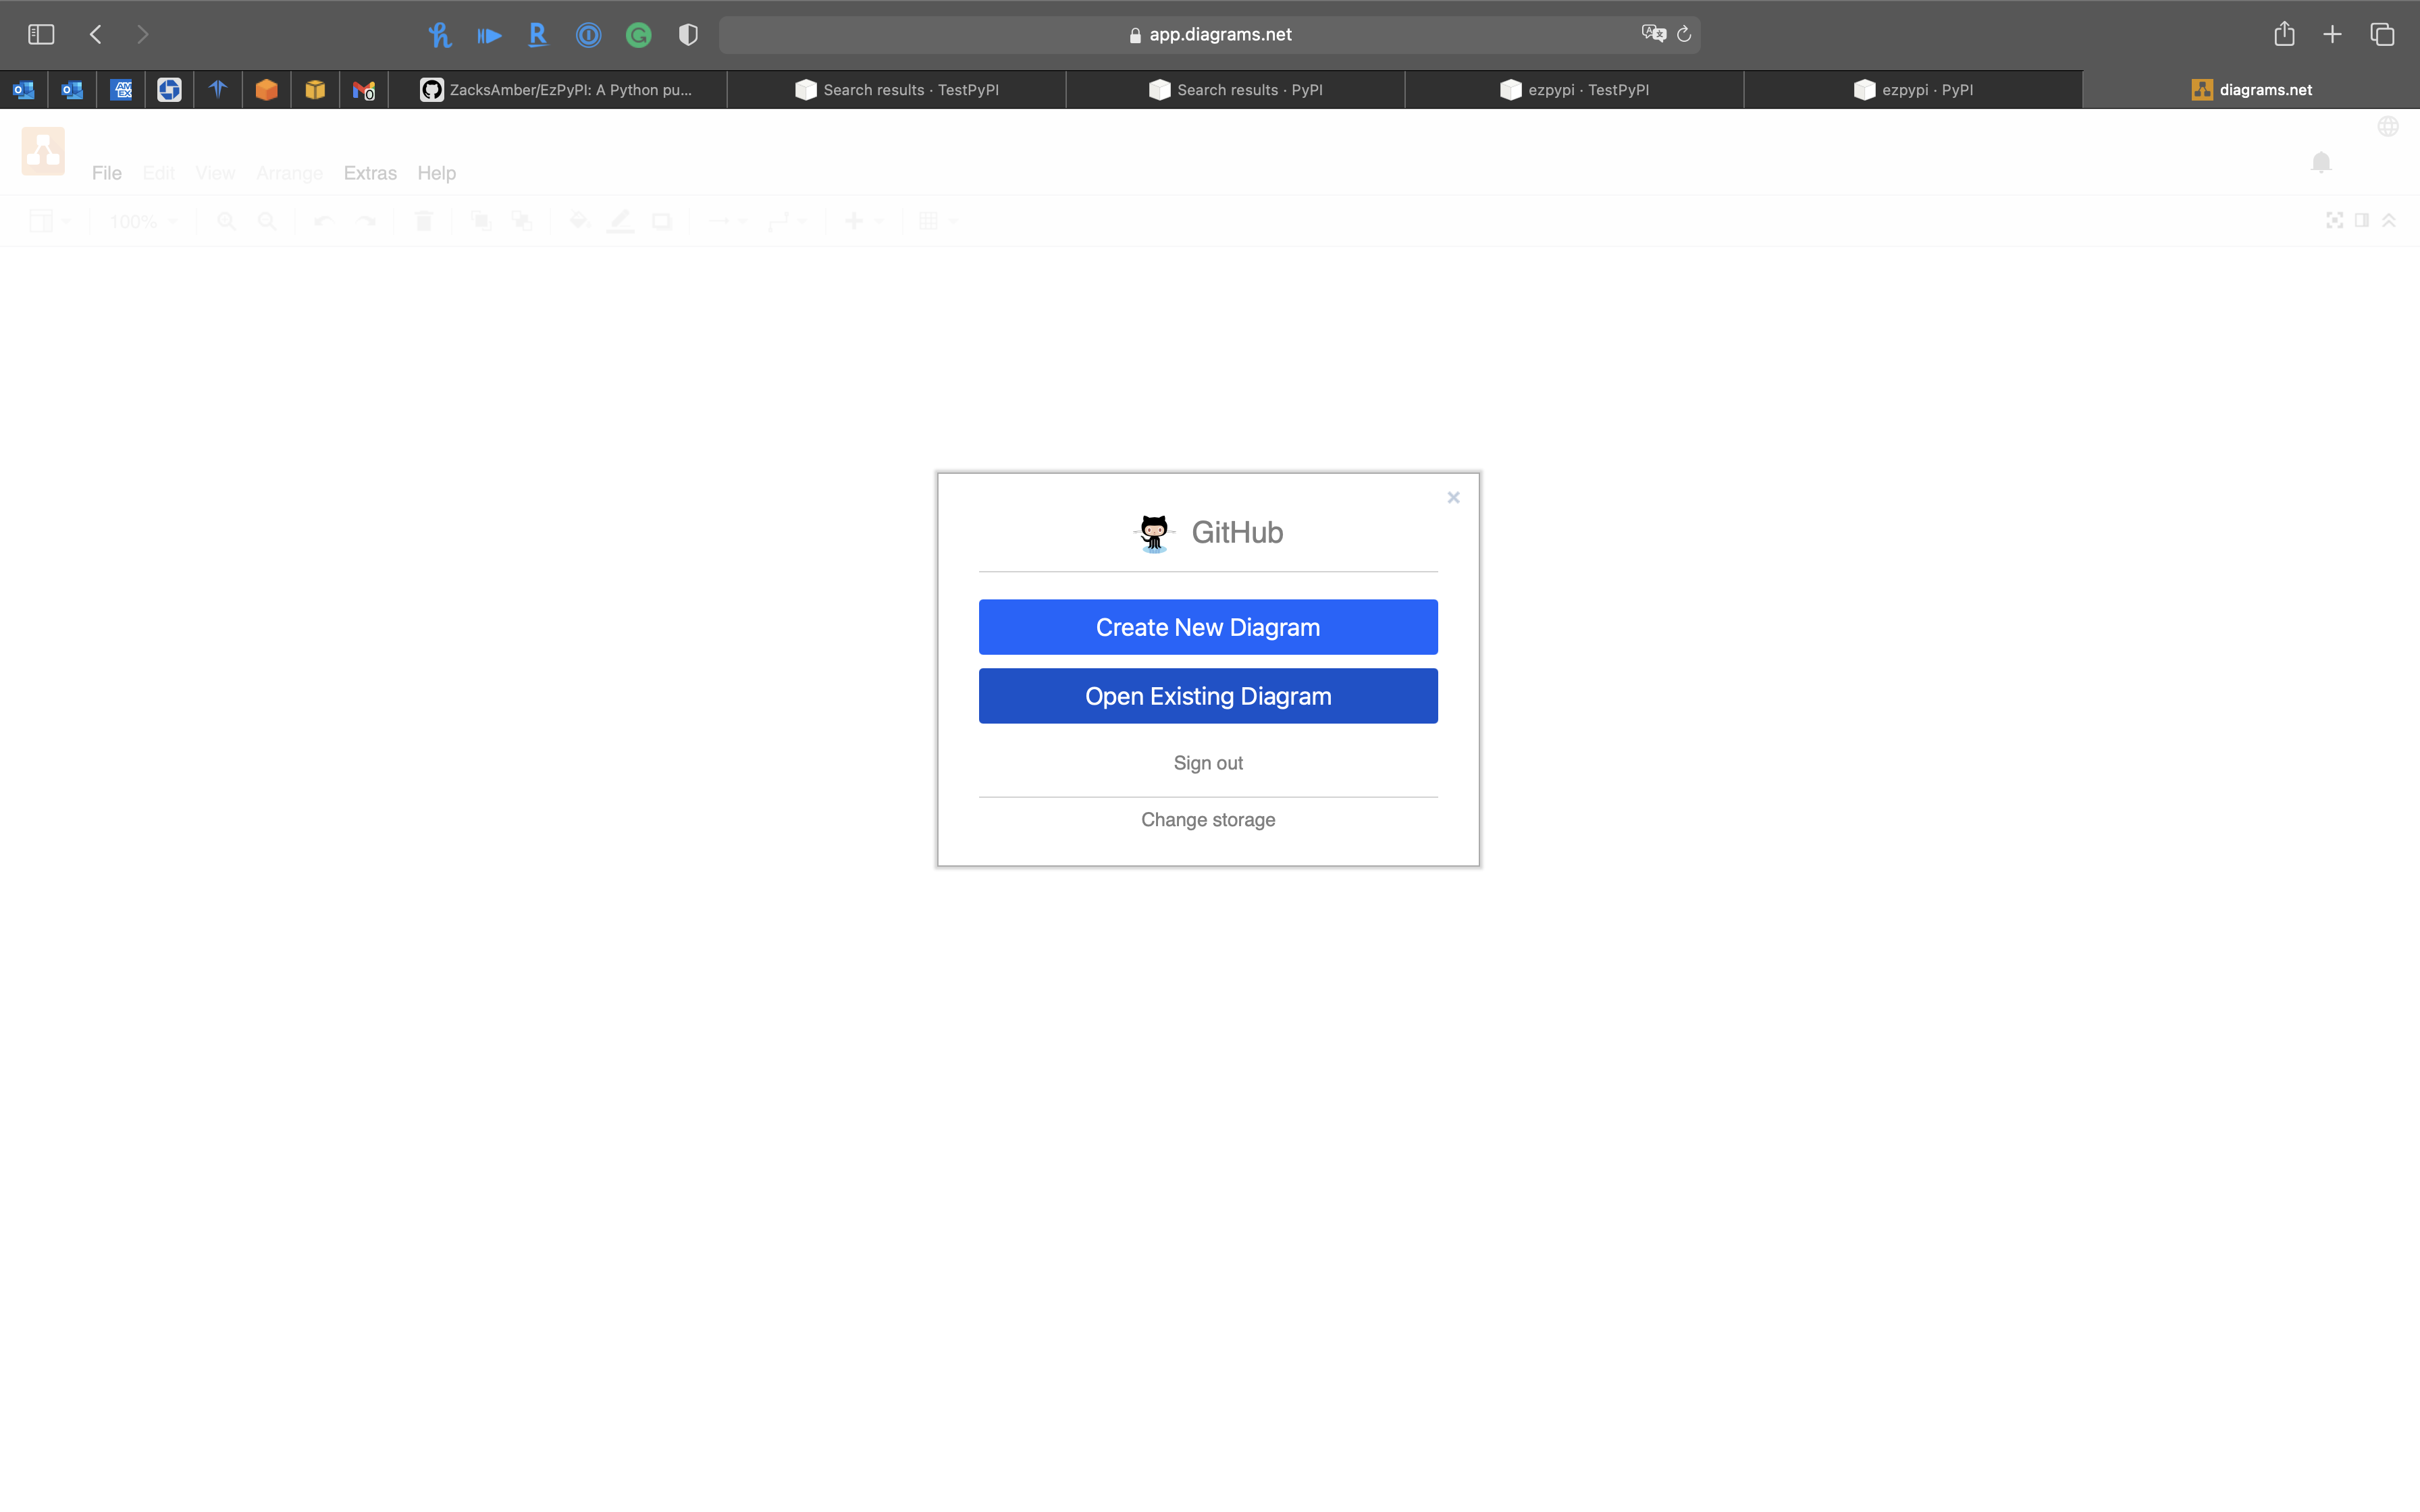 app.diagrams.net
ZacksAmber/EzPyPI: A Python pu...
Search results · TestPyPI
Search results · PyPI
ezpypi · TestPyPI
ezpypi · PyPI
diagrams.net
File Edit View Arrange Extras Help
100%
GitHub
Create New Diagram
Open Existing Diagram
Sign out
Change storage